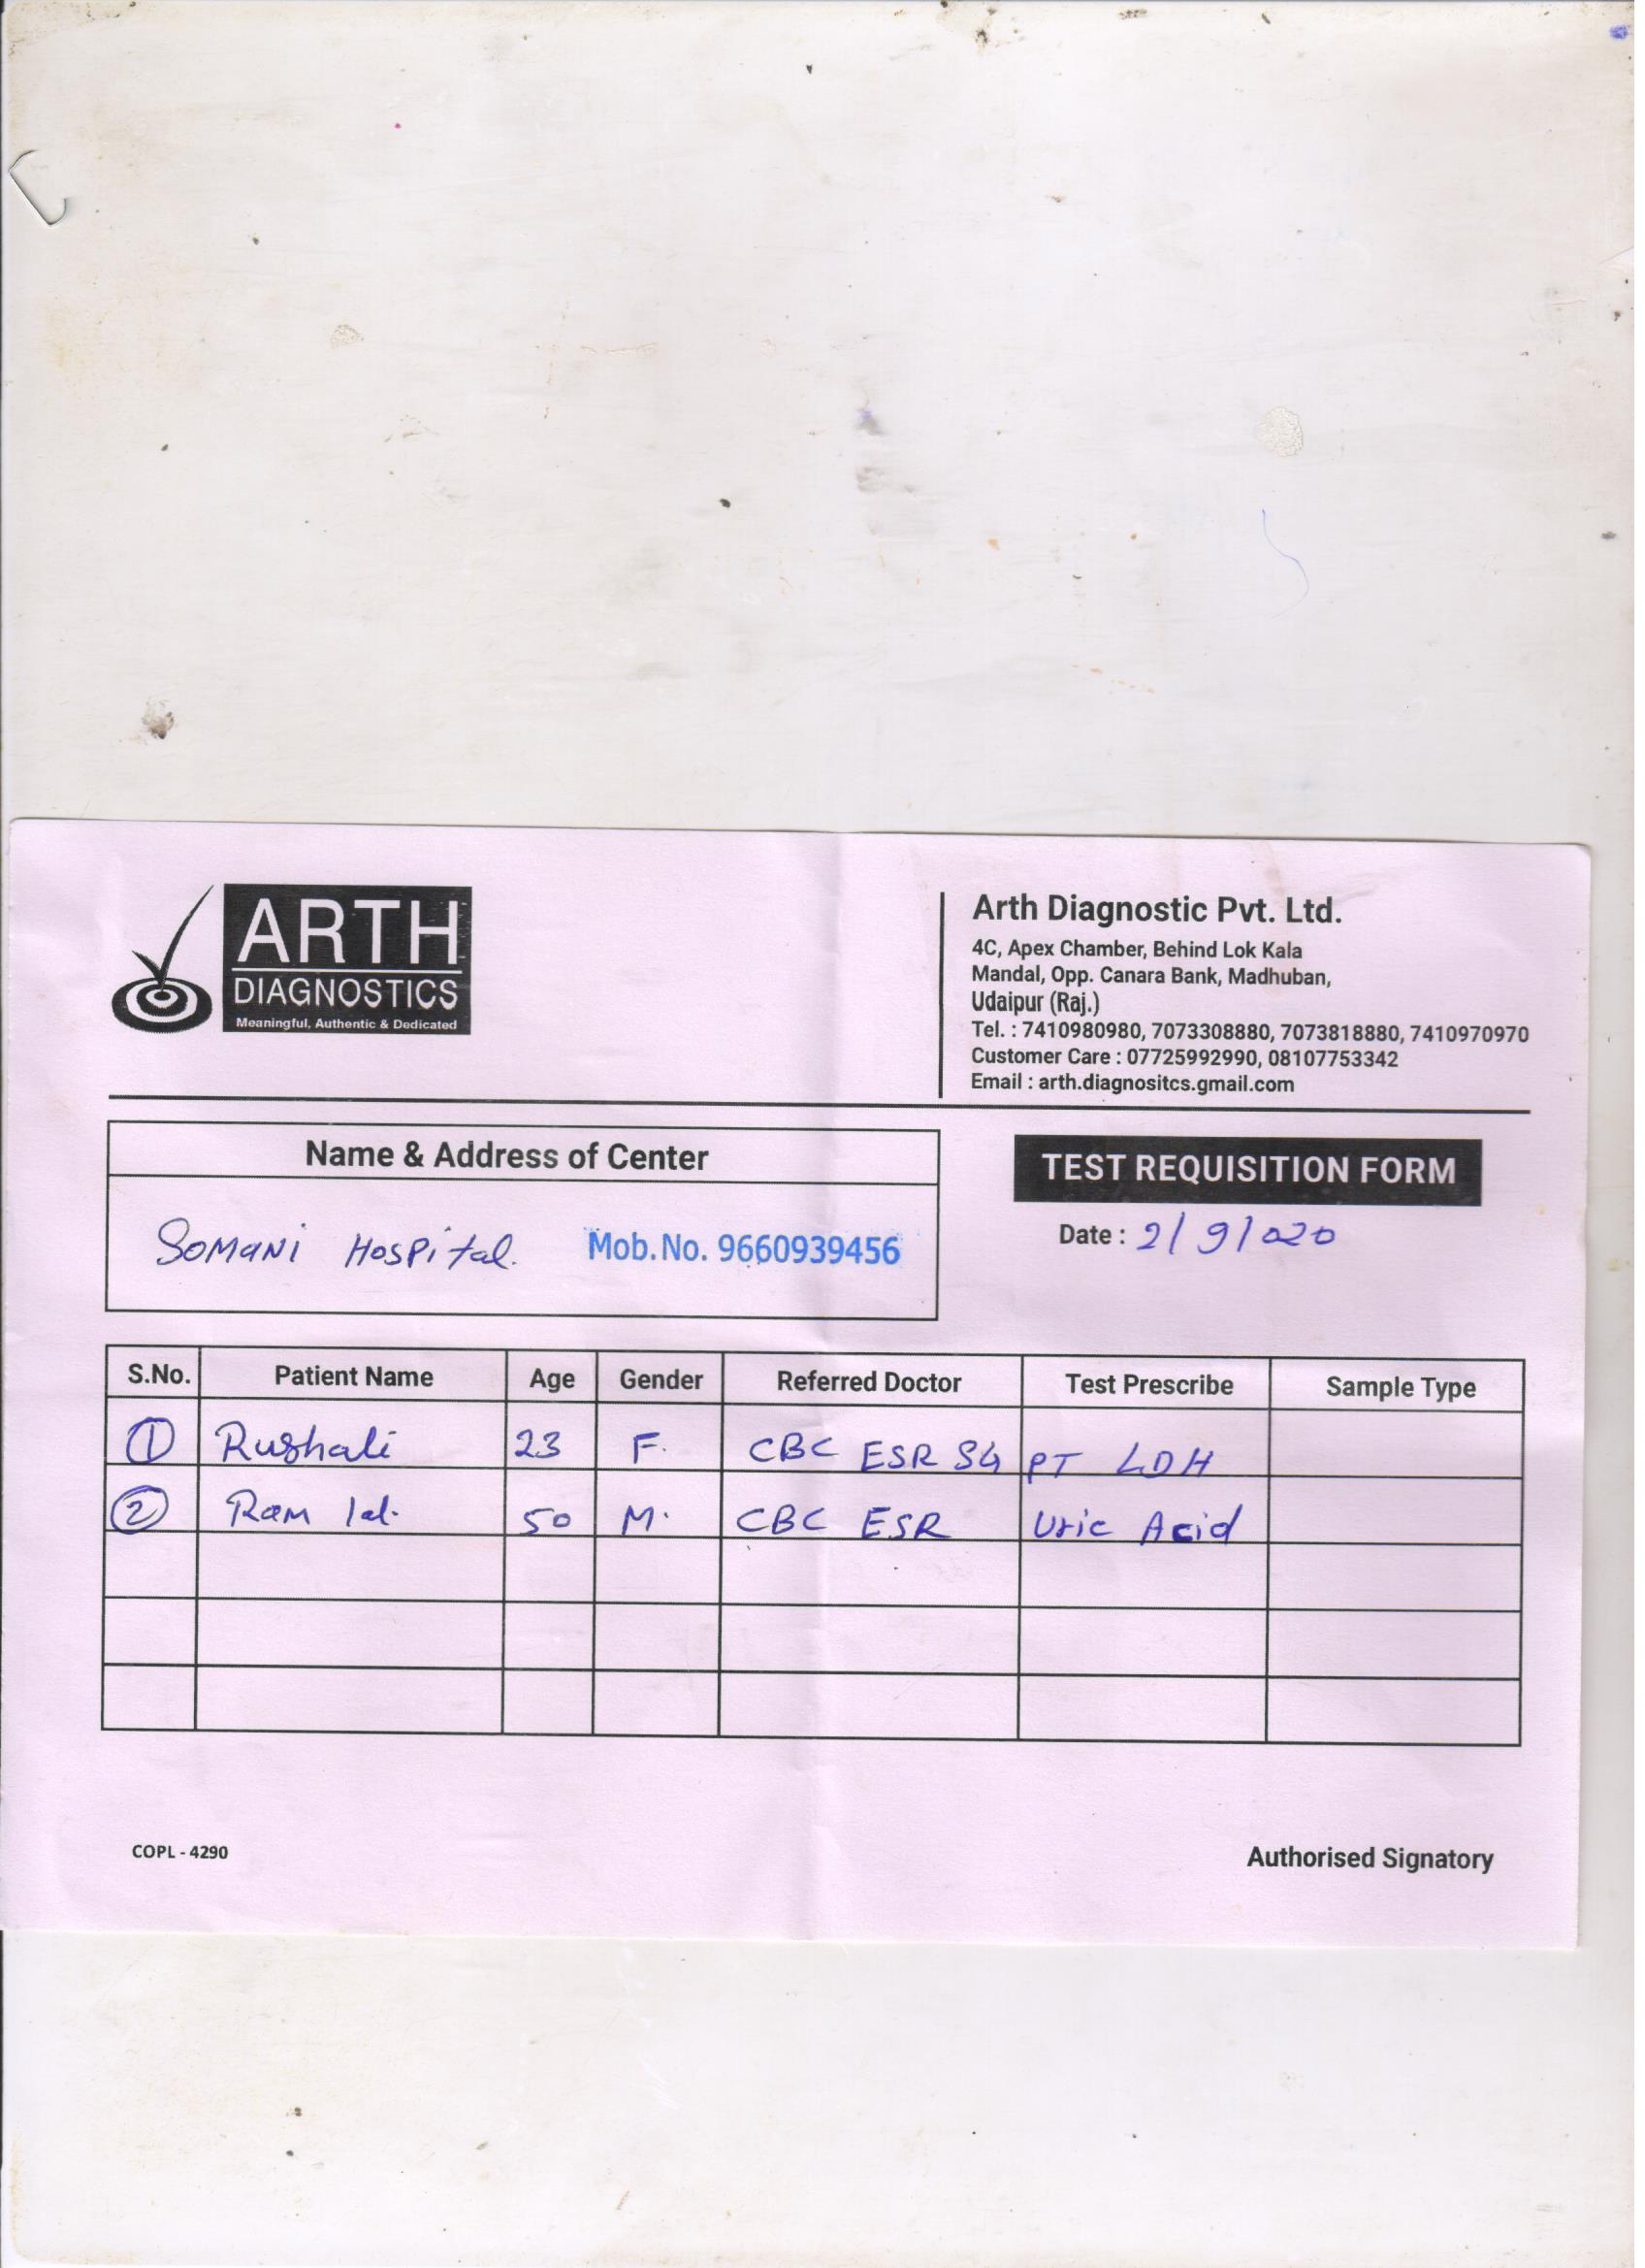 ARTH
DIAGNOSTICS
Meaningful, Authentic & Dedicated
Arth Diagnostic Pvt. Ltd.
4C, Apex Chamber, Behind Lok Kala
Mandal, Opp. Canara Bank, Madhuban,
Udaipur (Raj.)
Tel. : 7410980980, 7073308880, 7073818880, 7410970970
Customer Care : 07725992990, 08107753342
Email : arth.diagnositcs.gmail.com
Name & Address of Center
TEST REQUISITION FORM
Somani Hospital. Mob.No. 9660939456
Date : 2/9/020
S.No. Patient Name Age Gender Referred Doctor Test Prescribe Sample Type
1 Rushali 23 F. CBC ESR SGPT LDH
2 Ram lal. 50 M. CBC ESR Uric Acid
COPL - 4290
Authorised Signatory